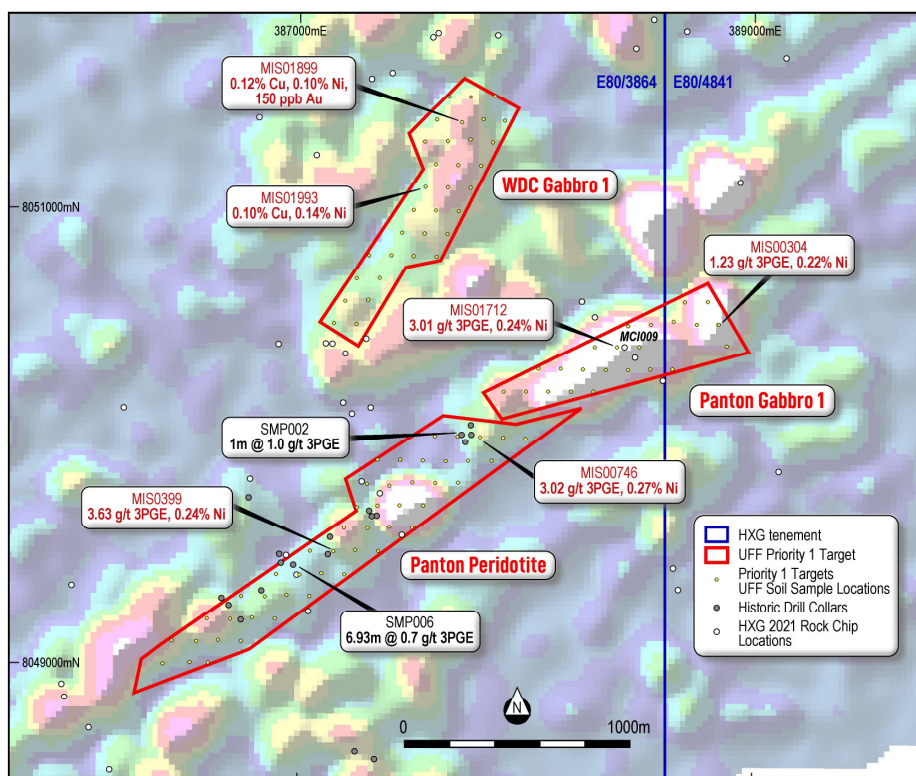 387000mE
389000mE
MIS01899
0.12% Cu, 0.10% Ni,
150 ppb Au
E80/3864
E80/4841
WDC Gabbro 1
MIS01993
0.10% Cu, 0.14% Ni
8051000mN
MIS00304
1.23 g/t 3PGE, 0.22% Ni
MIS01712
3.01 g/t 3PGE, 0.24% Ni
MCI009
Panton Gabbro 1
SMP002
1m @ 1.0 g/t 3PGE
MIS00746
3.02 g/t 3PGE, 0.27% Ni
MIS0399
3.63 g/t 3PGE, 0.24% Ni
Panton Peridotite
SMP006
6.93m @ 0.7 g/t 3PGE
HXG tenement
UFF Priority 1 Target
Priority 1 Targets
UFF Soil Sample Locations
Historic Drill Collars
HXG 2021 Rock Chip
Locations
8049000mN
N
0
1000m